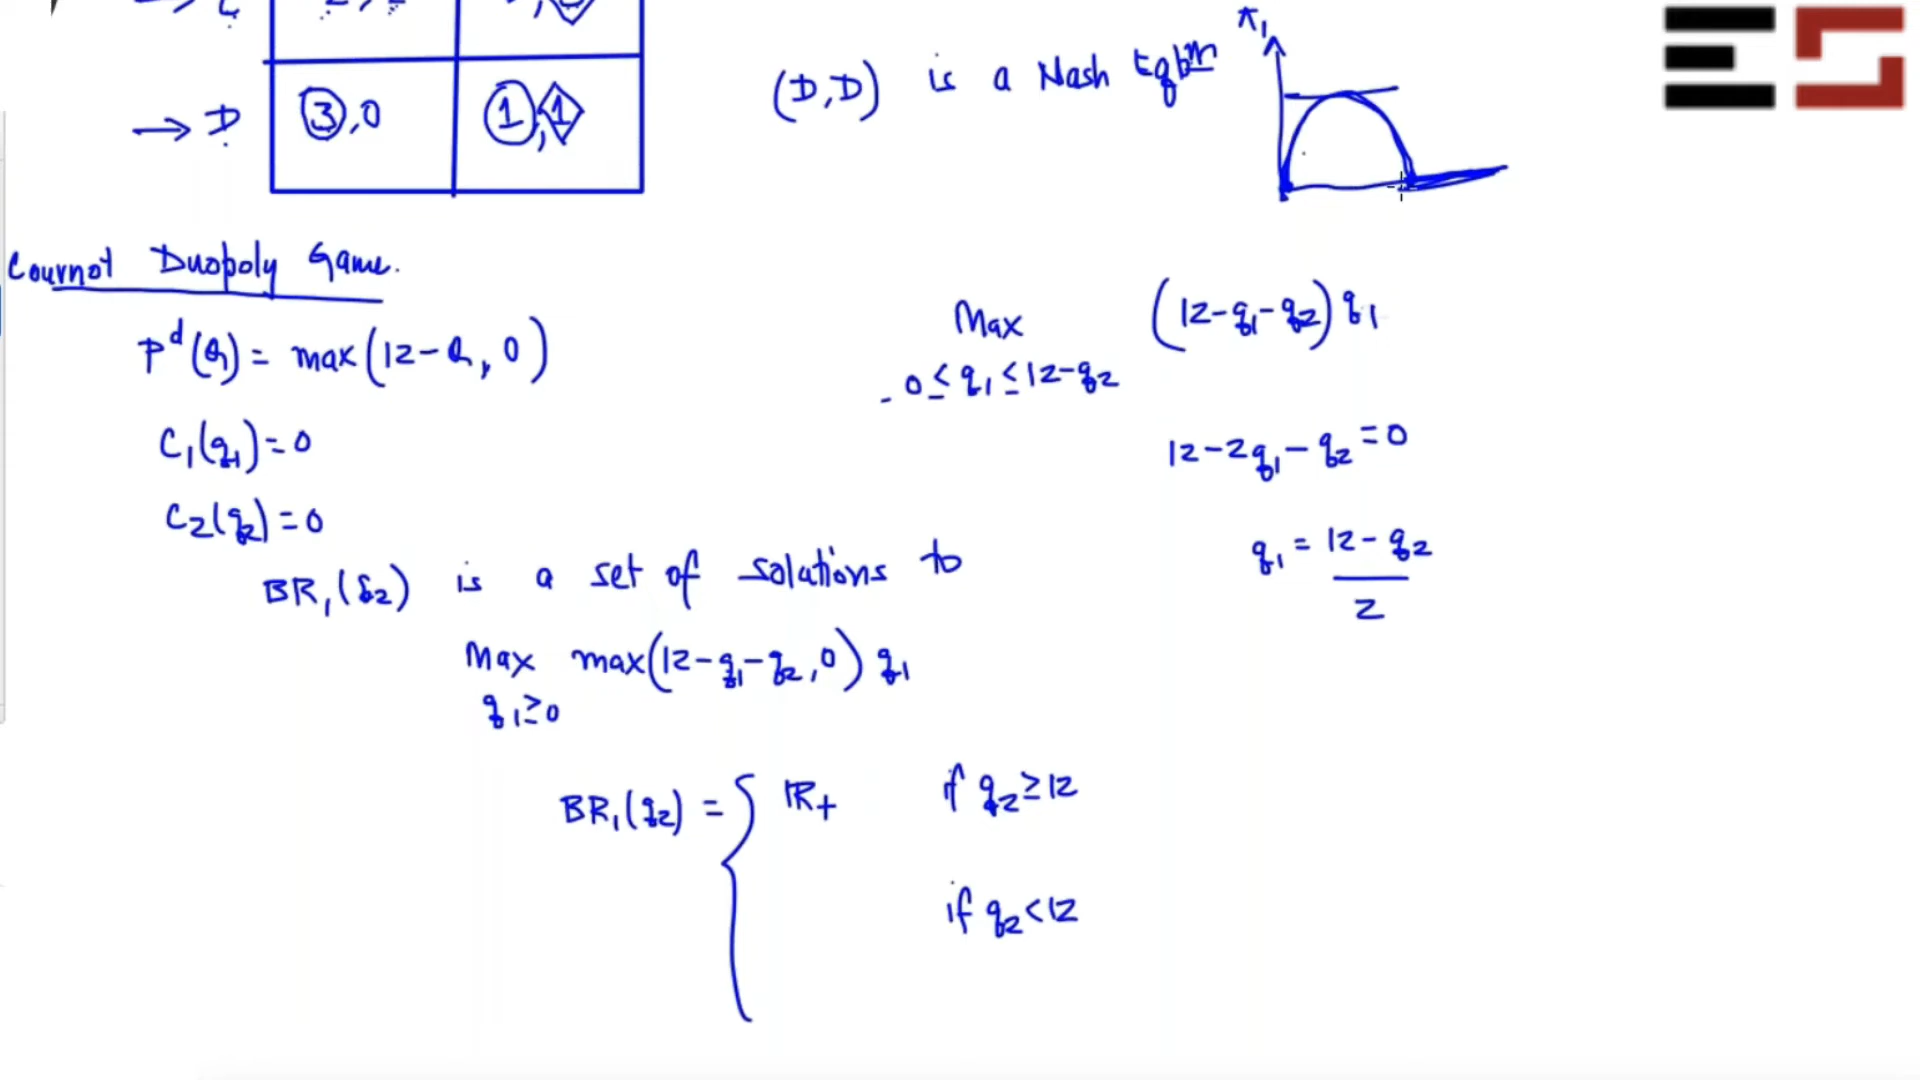 → D 3,0 1,1
(D,D) is a Nash Eqbm
π1
Cournot Duopoly Game.
P^d(Q) = max(12-Q, 0)
C1(q1)=0
C2(q2)=0
BR1(q2) is a set of solutions to
Max max(12-q1-q2,0) q1
q1≥0
BR1(q2) = { ℝ+ if q2≥12
if q2<12
Max (12-q1-q2) q1
0≤q1≤12-q2
12-2q1-q2=0
q1 = 12-q2
2
ES